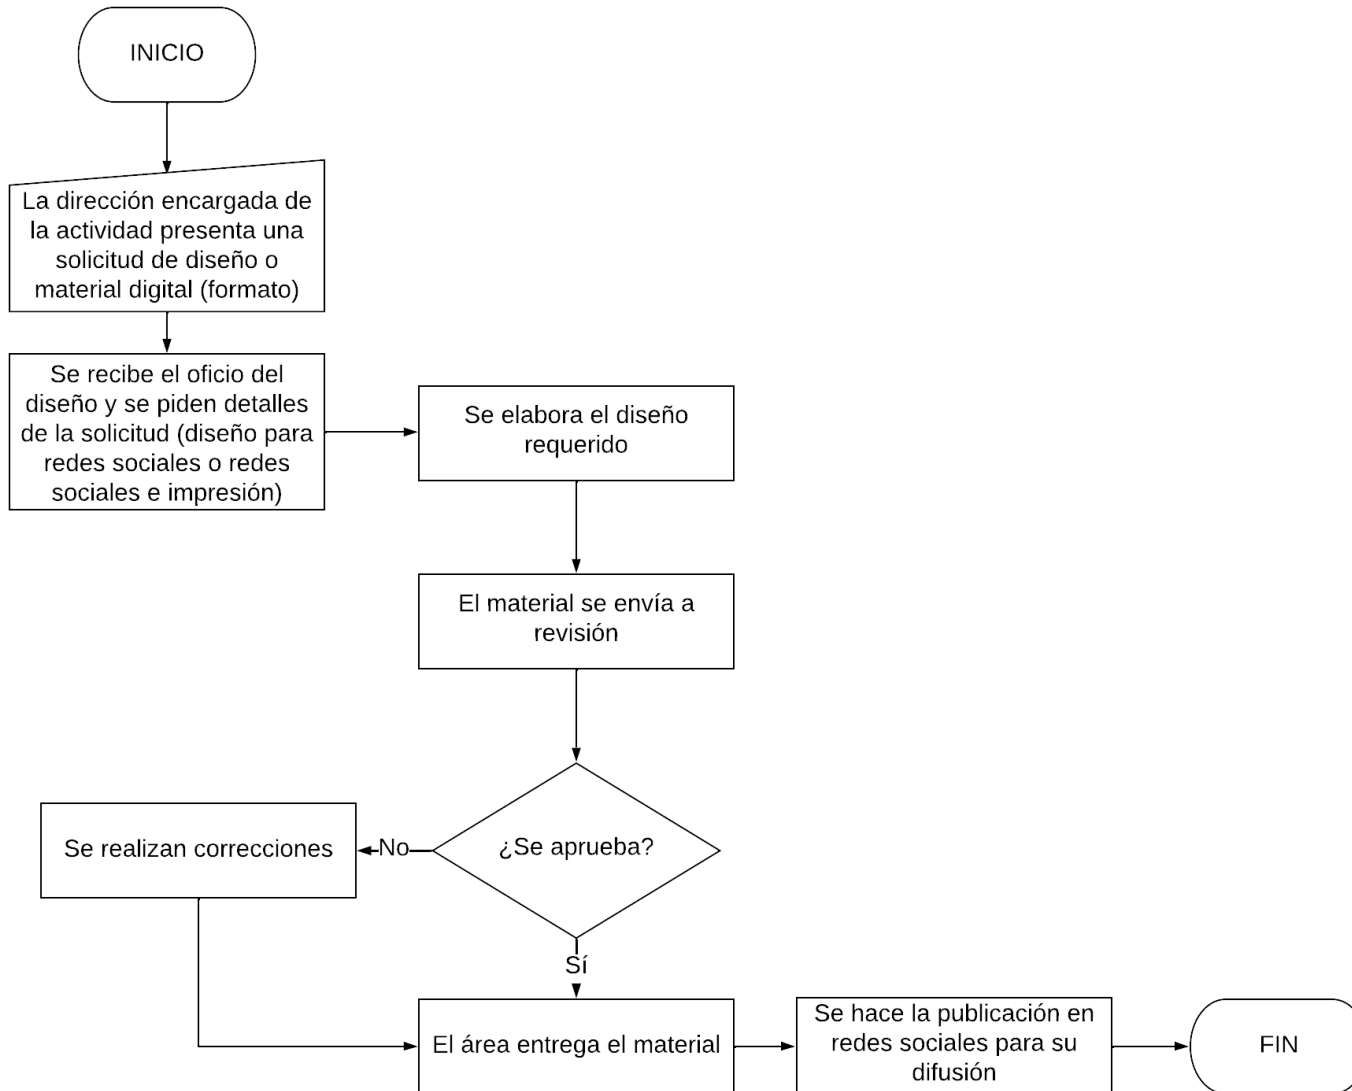 INICIO
La dirección encargada de
la actividad presenta una
solicitud de diseño o
material digital (formato)
Se recibe el oficio del
diseño y se piden detalles
de la solicitud (diseño para
redes sociales o redes
sociales e impresión)
Se elabora el diseño
requerido
El material se envía a
revisión
¿Se aprueba?
No
Se realizan correcciones
Sí
El área entrega el material
Se hace la publicación en
redes sociales para su
difusión
FIN